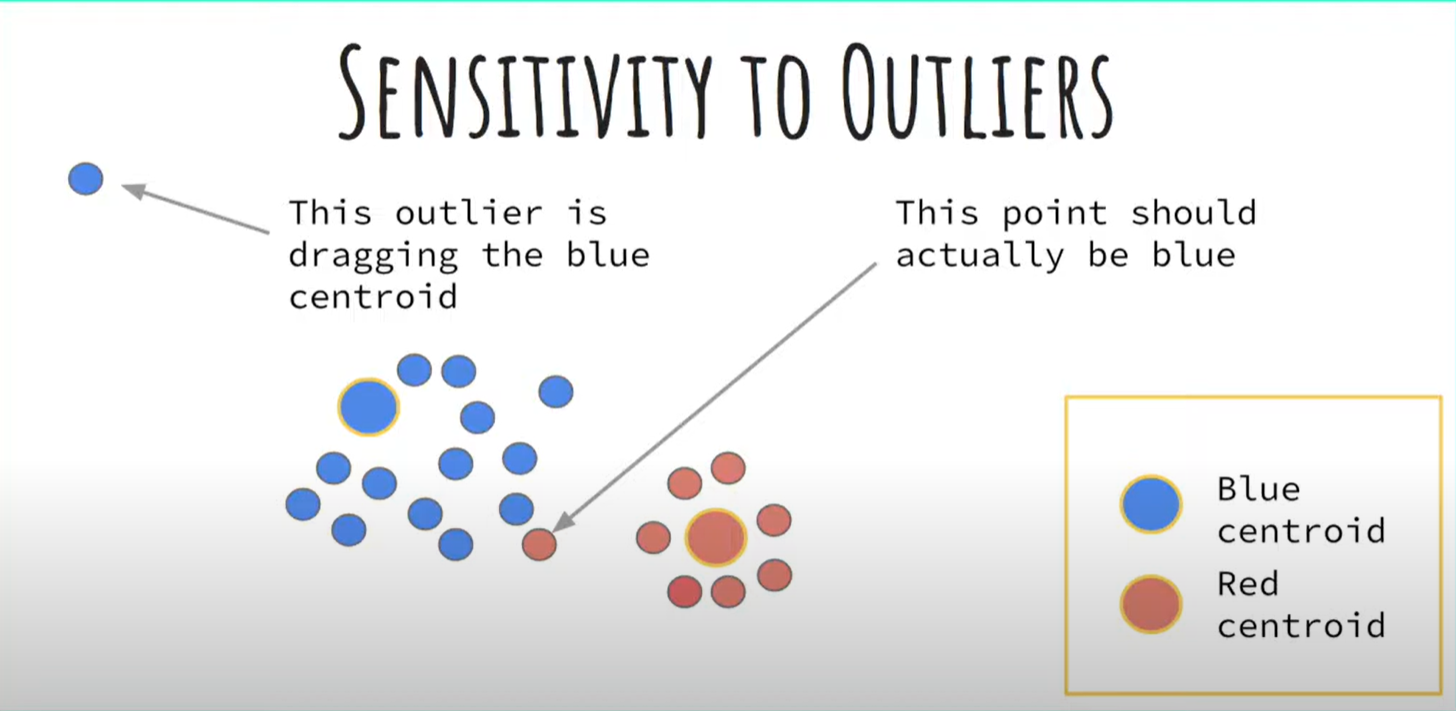 SENSITIVITY TO OUTLIERS
This outlier is
dragging the blue
centroid
This point should
actually be blue
Blue
centroid
Red
centroid